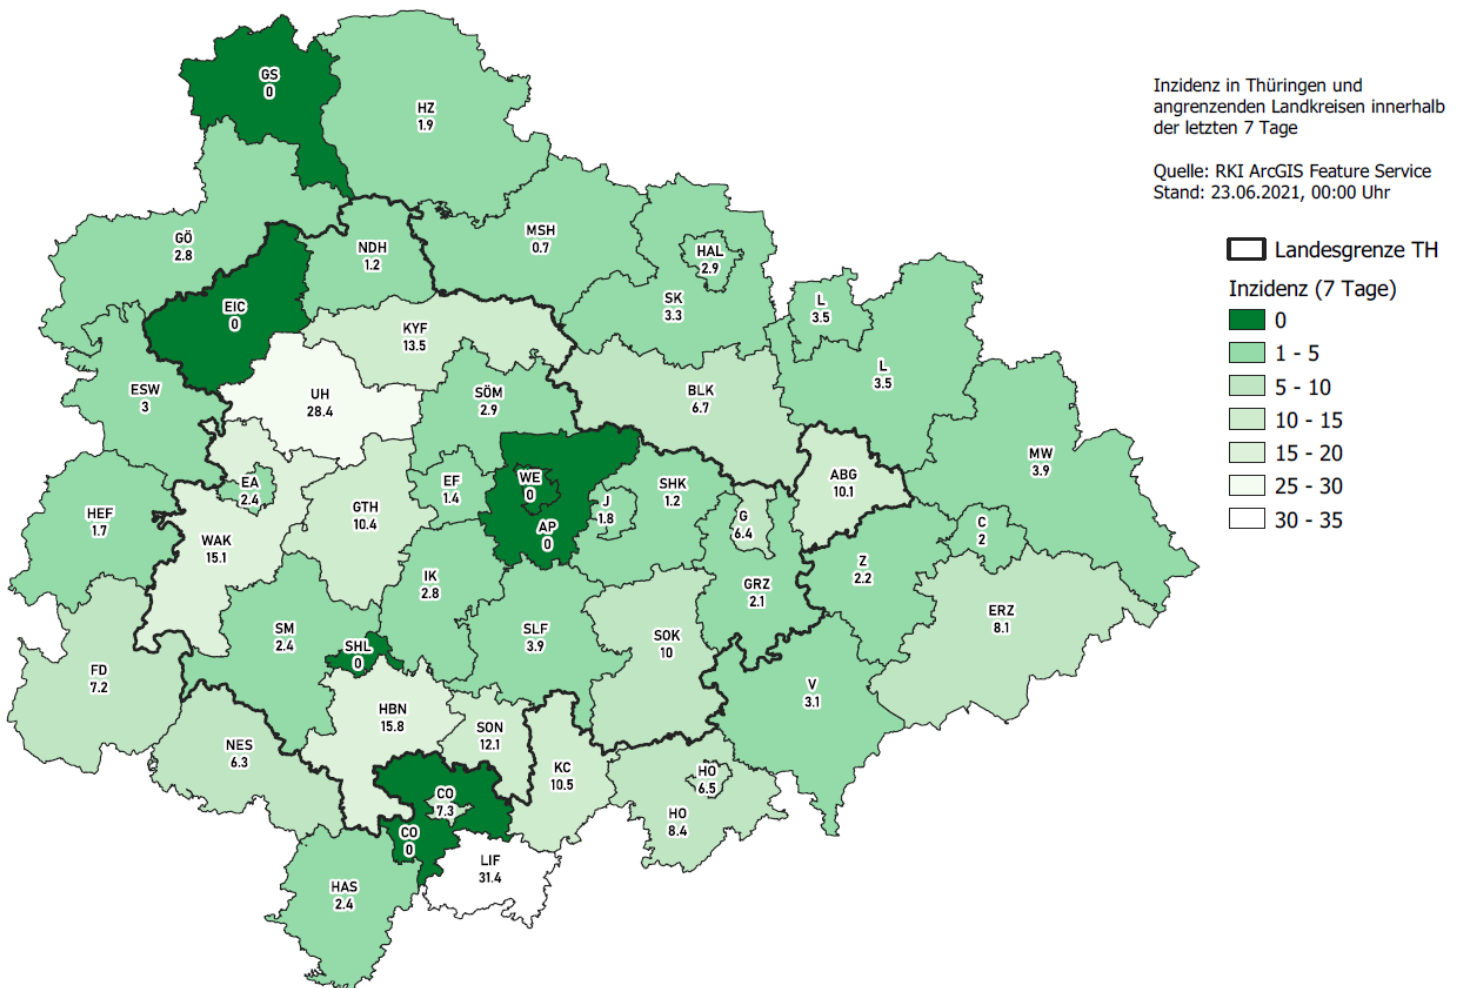 Inzidenz in Thüringen und
angrenzenden Landkreisen innerhalb
der letzten 7 Tage
Quelle: RKI ArcGIS Feature Service
Stand: 23.06.2021, 00:00 Uhr
Landesgrenze TH
Inzidenz (7 Tage)
0
1 - 5
5 - 10
10 - 15
15 - 20
25 - 30
30 - 35
GS
0
HZ
1.9
GÖ
2.8
NDH
1.2
MSH
0.7
HAL
2.9
SK
3.3
L
3.5
L
3.5
EIC
0
KYF
13.5
ESW
3
UH
28.4
SÖM
2.9
BLK
6.7
MW
3.9
HEF
1.7
EA
2.4
WAK
15.1
GTH
10.4
EF
1.4
WE
0
AP
0
J
1.8
SHK
1.2
G
6.4
ABG
10.1
C
2
Z
2.2
GRZ
2.1
ERZ
8.1
IK
2.8
SM
2.4
SHL
0
SLF
3.9
SOK
10
FD
7.2
V
3.1
HBN
15.8
SON
12.1
NES
6.3
KC
10.5
HO
6.5
HO
8.4
CO
7.3
CO
0
LIF
31.4
HAS
2.4